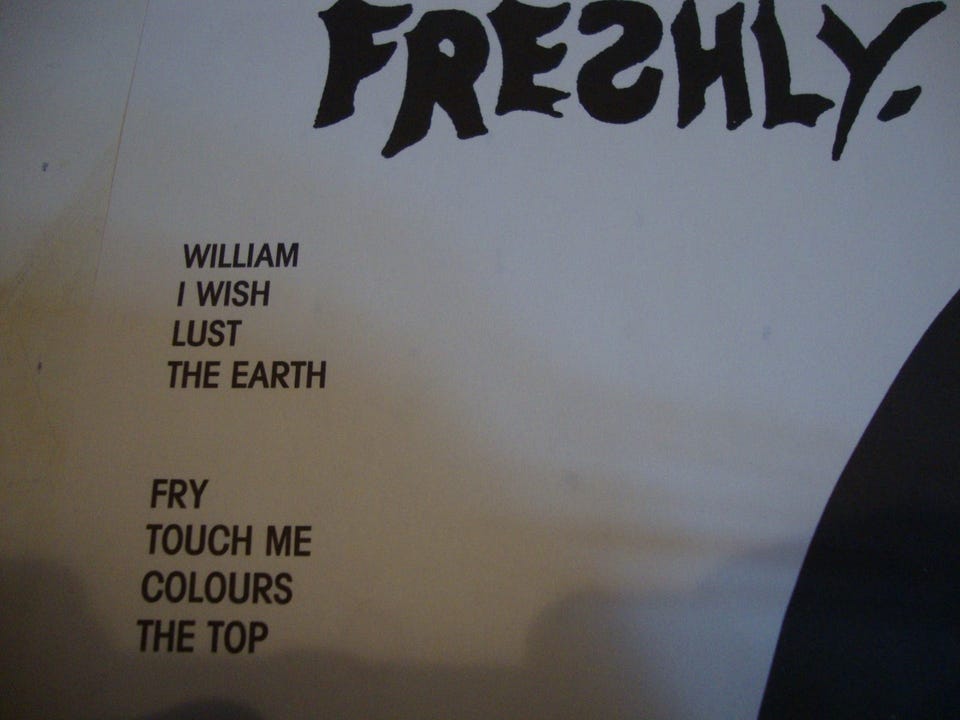 FRESHLY.
WILLIAM
I WISH
LUST
THE EARTH
FRY
TOUCH ME
COLOURS
THE TOP